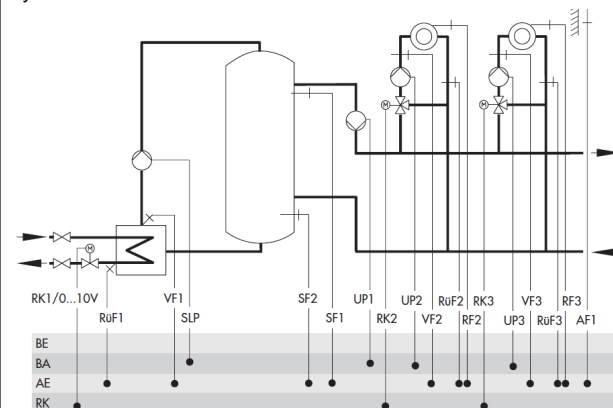 M
M
M
RK1/0...10V
VF1
SF2
UP1
UP2
RüF2
RK3
VF3
RF3
RüF1
SLP
SF1
RK2
VF2
RF2
UP3
RüF3
AF1
BE
BA
AE
RK